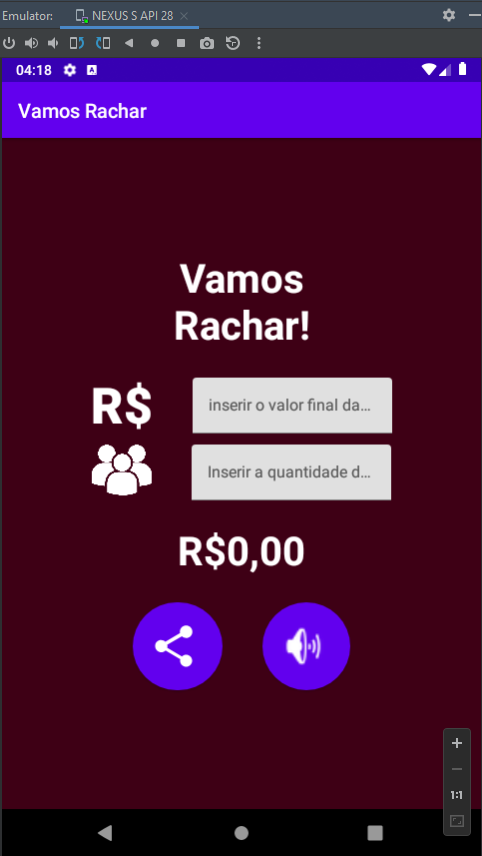 Emulator:
NEXUS S API 28
04:18
A
Vamos Rachar
Vamos
Rachar!
R$
inserir o valor final da...
Inserir a quantidade d...
R$0,00
1:1